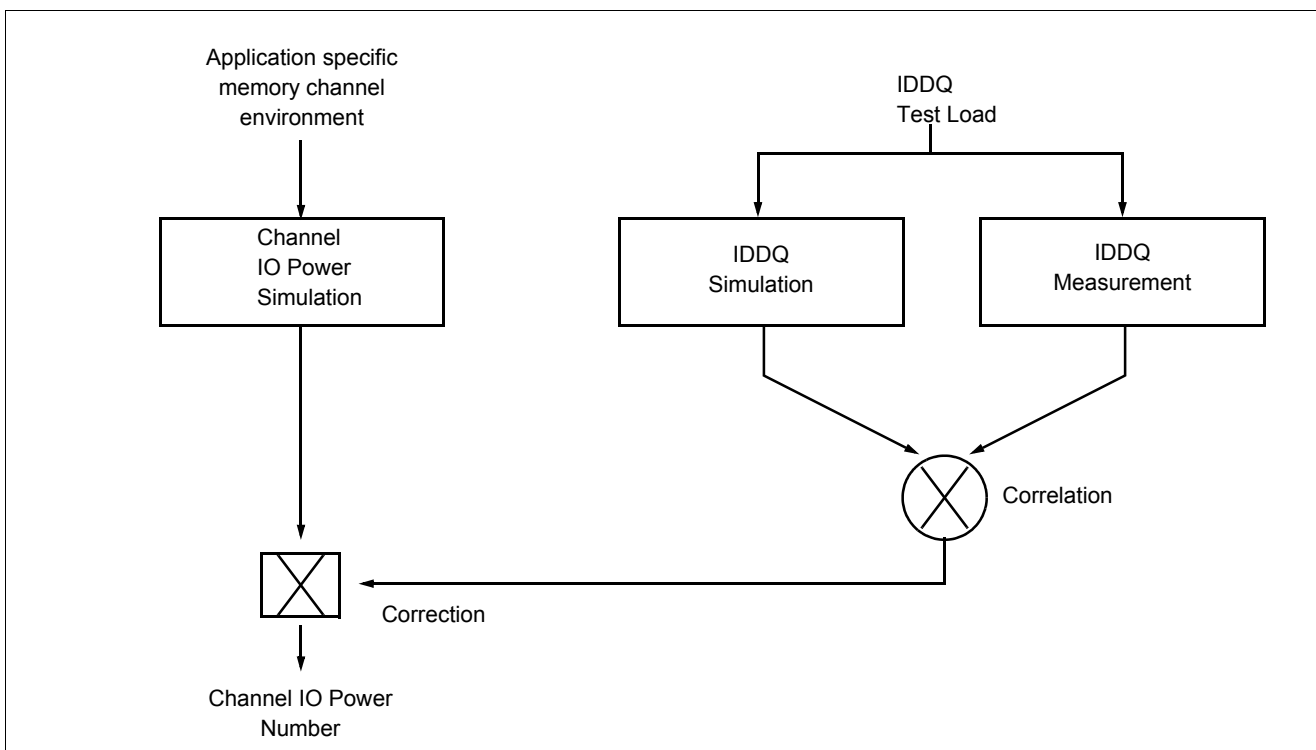 Application specific
memory channel
environment
IDDQ
Test Load
Channel
IO Power
Simulation
IDDQ
Simulation
IDDQ
Measurement
Correlation
Correction
Channel IO Power
Number